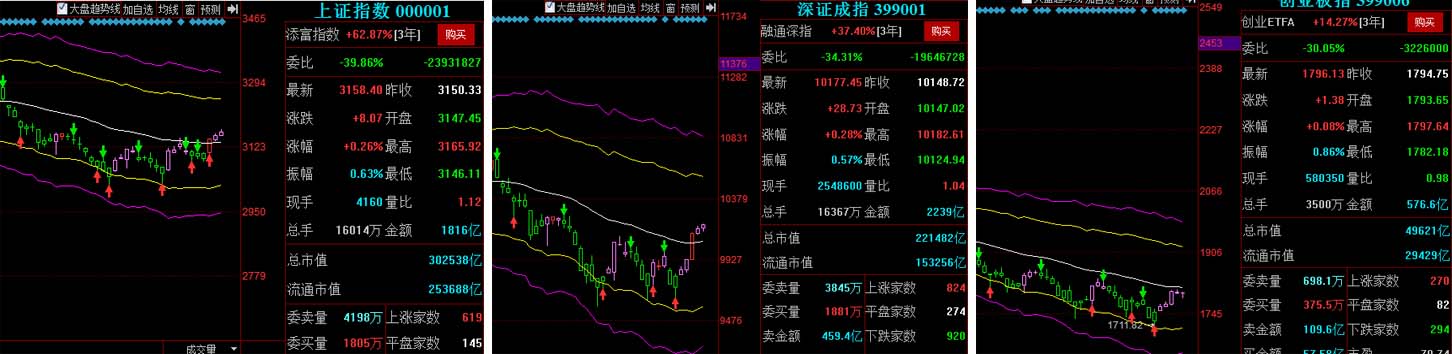 大盘趋势线 加自选 均线 窗 预测
3465
3294
3123
2950
2779
成交量
上证指数 000001
添富指数 +62.87%[3年] 购买
委比 -39.86% -23931827
最新 3158.40 昨收 3150.33
涨跌 +8.07 开盘 3147.45
涨幅 +0.26% 最高 3165.92
振幅 0.63% 最低 3146.11
现手 4160 量比 1.12
总手 16014万 金额 1816亿
总市值 302538亿
流通市值 253688亿
委卖量 4198万 上涨家数 619
委买量 1805万 平盘家数 145
大盘趋势线 加自选 均线 窗 预测
11734
11376
11282
10831
10379
9927
9476
深证成指 399001
融通深指 +37.40%[3年] 购买
委比 -34.31% -19646728
最新 10177.45 昨收 10148.72
涨跌 +28.73 开盘 10147.02
涨幅 +0.28% 最高 10182.61
振幅 0.57% 最低 10124.94
现手 2548600 量比 1.04
总手 16367万 金额 2239亿
总市值 221482亿
流通市值 153256亿
委卖量 3845万 上涨家数 824
委买量 1881万 平盘家数 274
卖金额 459.4亿 下跌家数 920
大盘趋势线 加自选 均线 窗 预测
2549
2453
2388
2227
2066
1906
1745
1711.82
创业板指 399006
创业ETFA +14.27%[3年] 购买
委比 -30.05% -3226000
最新 1796.13 昨收 1794.75
涨跌 +1.38 开盘 1793.65
涨幅 +0.08% 最高 1797.64
振幅 0.86% 最低 1782.18
现手 580350 量比 0.98
总手 3500万 金额 576.6亿
总市值 49621亿
流通市值 29429亿
委卖量 698.1万 上涨家数 270
委买量 375.5万 平盘家数 82
卖金额 109.6亿 下跌家数 294